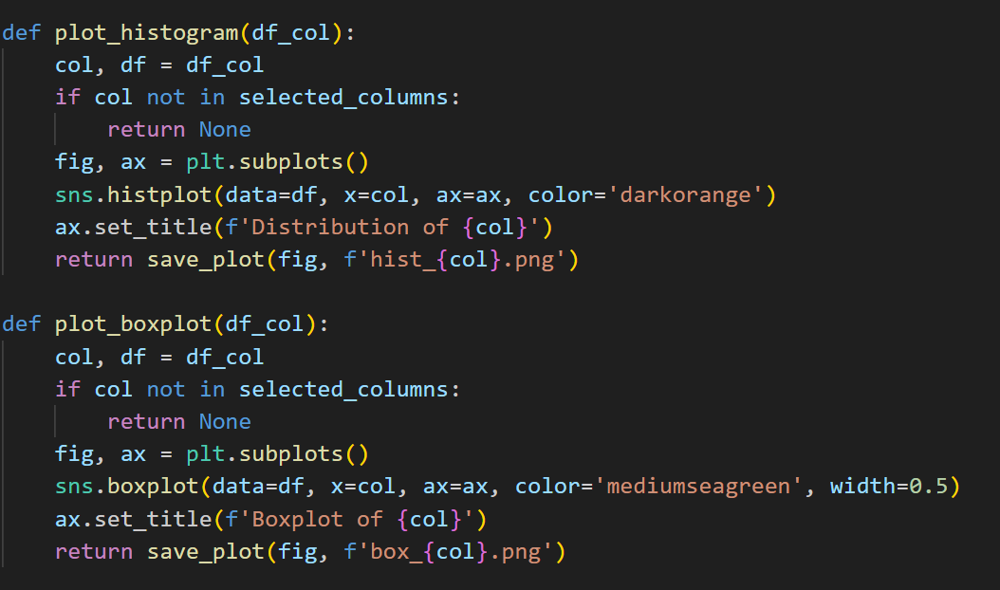 def plot_histogram(df_col):
    col, df = df_col
    if col not in selected_columns:
        return None
    fig, ax = plt.subplots()
    sns.histplot(data=df, x=col, ax=ax, color='darkorange')
    ax.set_title(f'Distribution of {col}')
    return save_plot(fig, f'hist_{col}.png')

def plot_boxplot(df_col):
    col, df = df_col
    if col not in selected_columns:
        return None
    fig, ax = plt.subplots()
    sns.boxplot(data=df, x=col, ax=ax, color='mediumseagreen', width=0.5)
    ax.set_title(f'Boxplot of {col}')
    return save_plot(fig, f'box_{col}.png')